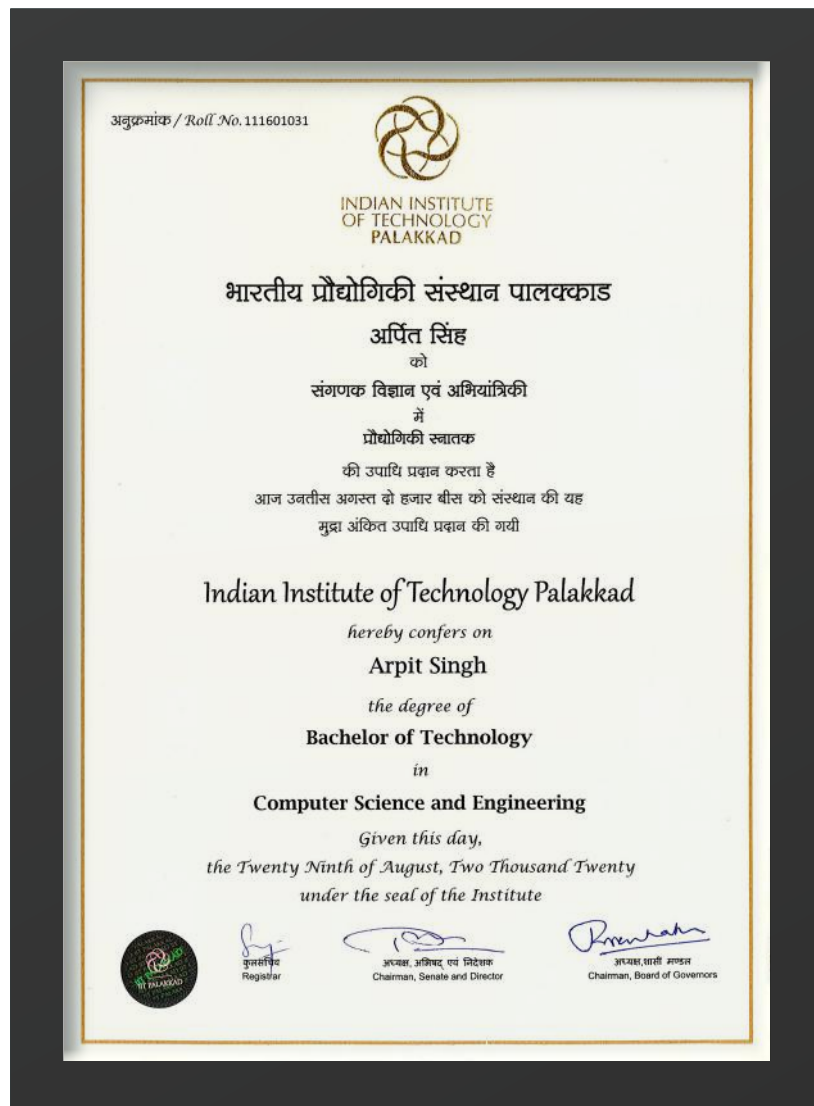 अनुक्रमांक / Roll No. 111601031
INDIAN INSTITUTE
OF TECHNOLOGY
PALAKKAD
भारतीय प्रौद्योगिकी संस्थान पालक्काड
अर्पित सिंह
को
संगणक विज्ञान एवं अभियांत्रिकी
में
प्रौद्योगिकी स्नातक
की उपाधि प्रदान करता है
आज उनतीस अगस्त दो हजार बीस को संस्थान की यह
मुद्रा अंकित उपाधि प्रदान की गयी
Indian Institute of Technology Palakkad
hereby confers on
Arpit Singh
the degree of
Bachelor of Technology
in
Computer Science and Engineering
Given this day,
the Twenty Ninth of August, Two Thousand Twenty
under the seal of the Institute
IIT PALAKKAD
कुलसचिव
Registrar
अध्यक्ष, अभिषद् एवं निदेशक
Chairman, Senate and Director
अध्यक्ष,शासी मण्डल
Chairman, Board of Governors